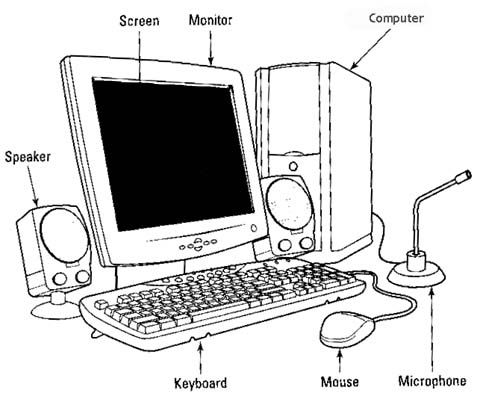 Screen
Monitor
Computer
Speaker
Keyboard
Mouse
Microphone